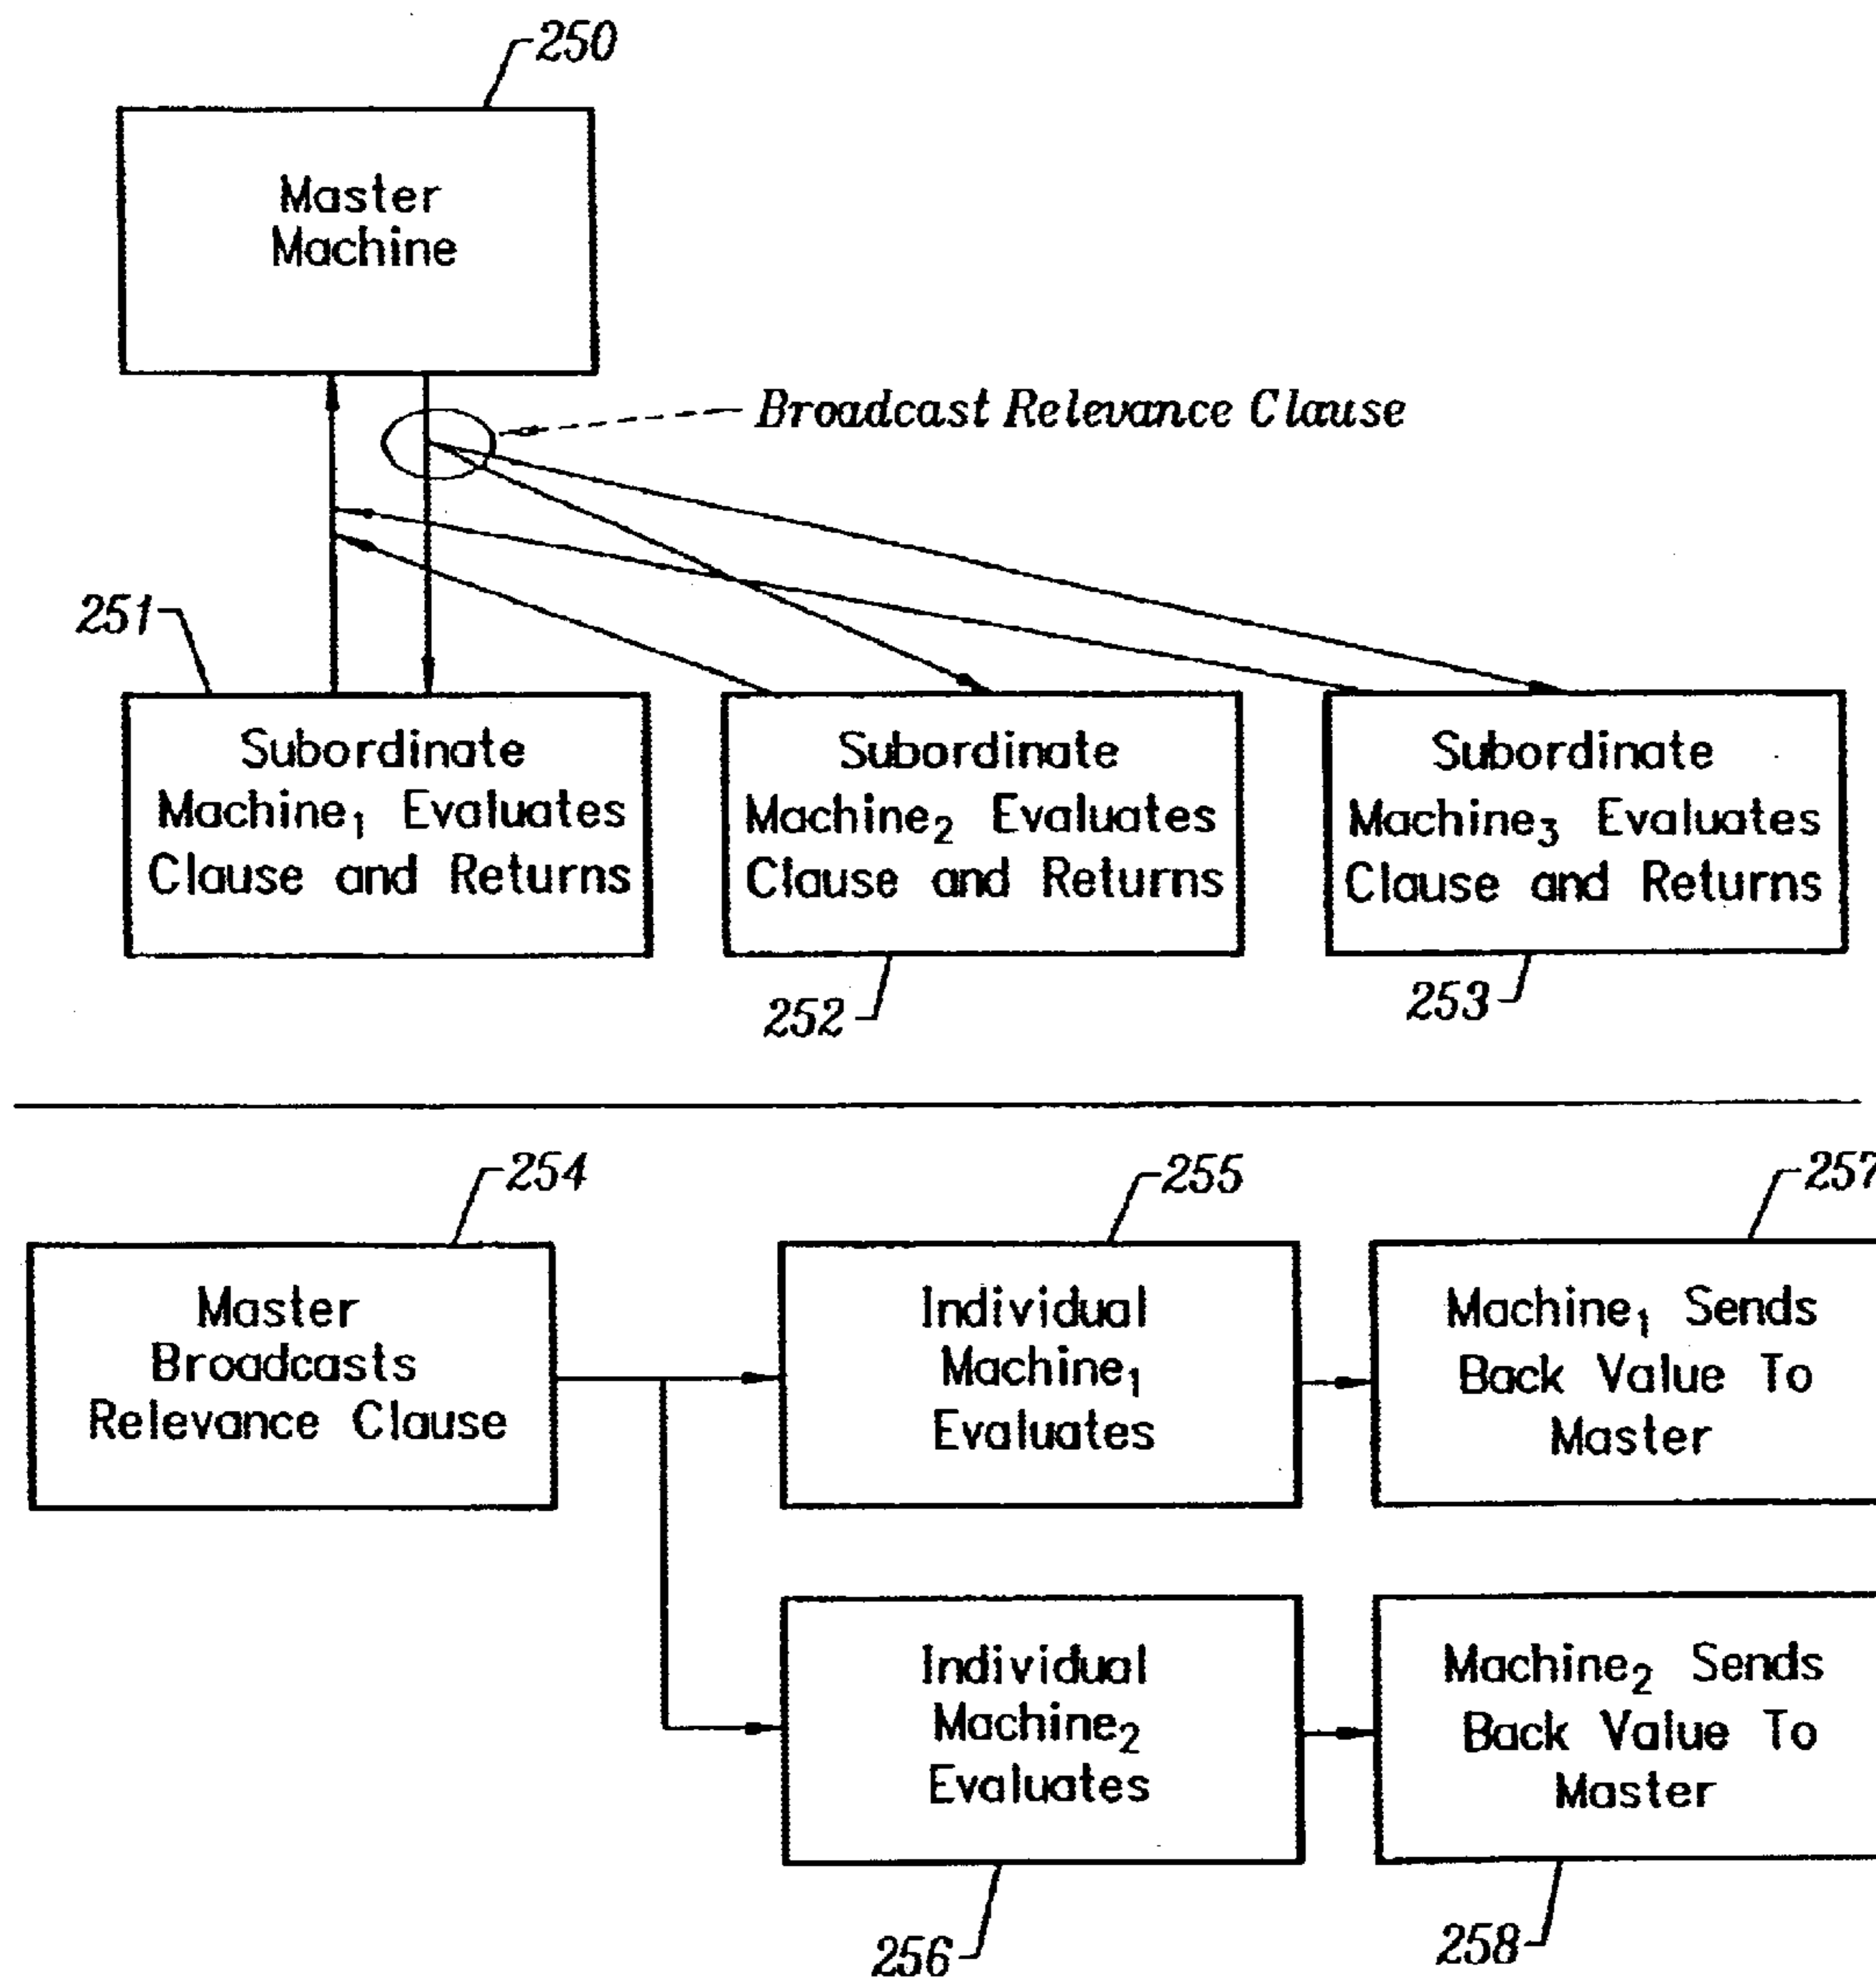 250
Master
Machine
Broadcast Relevance Clause
251
Subordinate
Machine₁ Evaluates
Clause and Returns
Subordinate
Machine₂ Evaluates
Clause and Returns
Subordinate
Machine₃ Evaluates
Clause and Returns
252
253
254
255
257
Master
Broadcasts
Relevance Clause
Individual
Machine₁
Evaluates
Machine₁ Sends
Back Value To
Master
Individual
Machine₂
Evaluates
Machine₂ Sends
Back Value To
Master
256
258